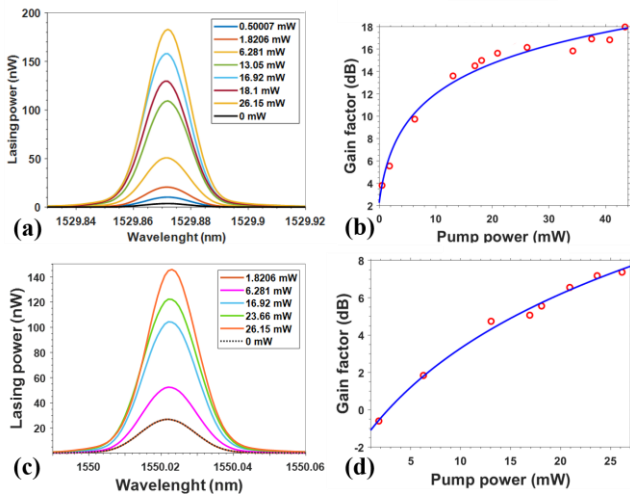 200
150
100
50
0
Lasing power (nW)
0.50007 mW
1.8206 mW
6.281 mW
13.05 mW
16.92 mW
18.1 mW
26.15 mW
0 mW
1529.84 1529.86 1529.88 1529.9 1529.92
Wavelenght (nm)
(a)
18
16
14
12
10
8
6
4
2
Gain factor (dB)
0 10 20 30 40
Pump power (mW)
(b)
140
120
100
80
60
40
20
Lasing power (nW)
1.8206 mW
6.281 mW
16.92 mW
23.66 mW
26.15 mW
0 mW
1550 1550.02 1550.04 1550.06
Wavelenght (nm)
(c)
8
6
4
2
0
-2
Gain factor (dB)
5 10 15 20 25
Pump power (mW)
(d)